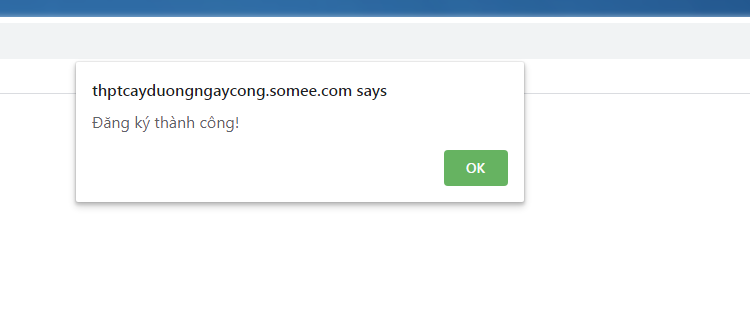 thptcayduongngaycong.somee.com says
Đăng ký thành công!
OK